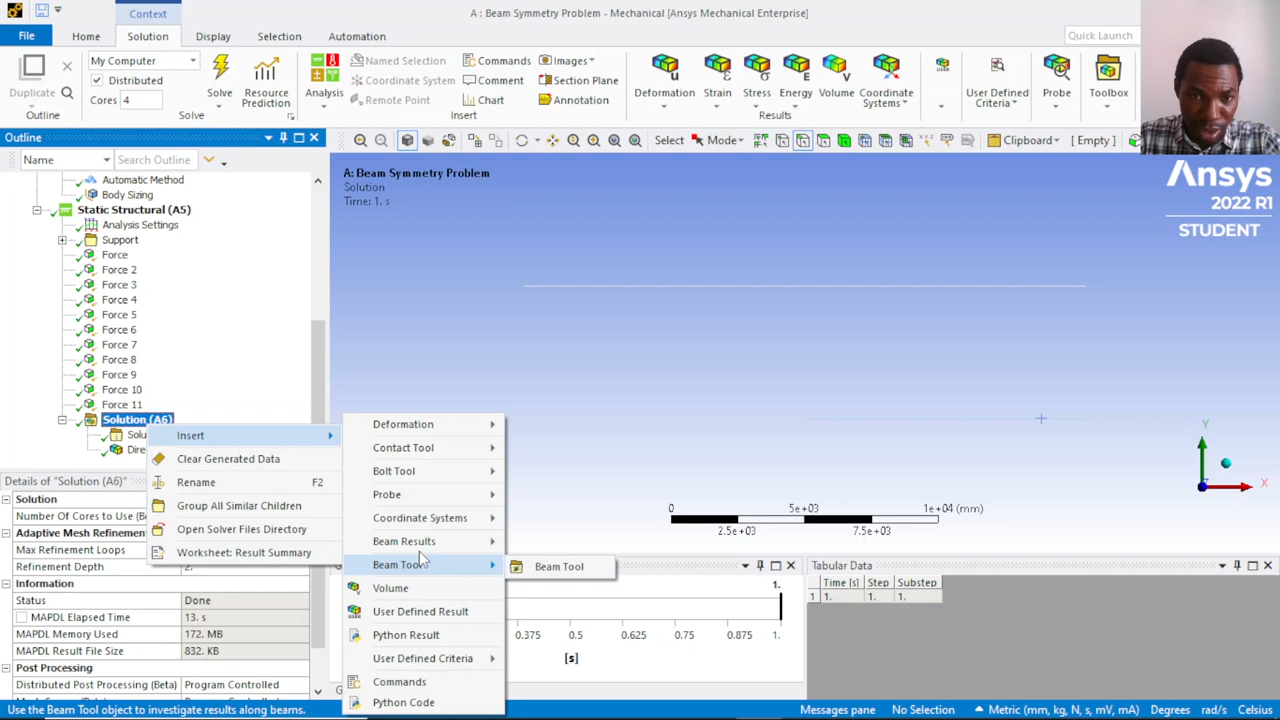 Context
A : Beam Symmetry Problem - Mechanical [Ansys Mechanical Enterprise]
File Home Solution Display Selection Automation Quick Launch
My Computer
Distributed
Cores 4
Duplicate
Solve
Resource
Prediction
Analysis
Named Selection
Coordinate System
Remote Point
Commands
Comment
Chart
Images
Section Plane
Annotation
Deformation
Strain
Stress
Energy
Volume
Coordinate
Systems
User Defined
Criteria
Probe
Toolbox
Outline Solve Insert Results
Outline
Name Search Outline
Select Mode Clipboard [ Empty ]
Automatic Method
Body Sizing
Static Structural (A5)
Analysis Settings
Support
Force
Force 2
Force 3
Force 4
Force 5
Force 6
Force 7
Force 8
Force 9
Force 10
Force 11
Solution (A6)
Solu
Dire
A: Beam Symmetry Problem
Solution
Time: 1. s
Ansys
2022 R1
STUDENT
Insert
Clear Generated Data
Rename F2
Group All Similar Children
Open Solver Files Directory
Worksheet: Result Summary
Deformation
Contact Tool
Bolt Tool
Probe
Coordinate Systems
Beam Results
Beam Tool
Volume
User Defined Result
Python Result
User Defined Criteria
Commands
Python Code
Beam Tool
Y
X
0 5e+03 1e+04 (mm)
2.5e+03 7.5e+03
Details of "Solution (A6)"
Solution
Number Of Cores to Use (Be
Adaptive Mesh Refineme
Max Refinement Loops
Refinement Depth 2.
Information
Status Done
MAPDL Elapsed Time 13. s
MAPDL Memory Used 172. MB
MAPDL Result File Size 832. KB
Post Processing
Distributed Post Processing (Beta) Program Controlled
1.
0.375 0.5 0.625 0.75 0.875 1.
[s]
Tabular Data
Time [s] Step Substep
1 1. 1. 1.
Use the Beam Tool object to investigate results along beams. Messages pane No Selection Metric (mm, kg, N, s, mV, mA) Degrees rad/s Celsius